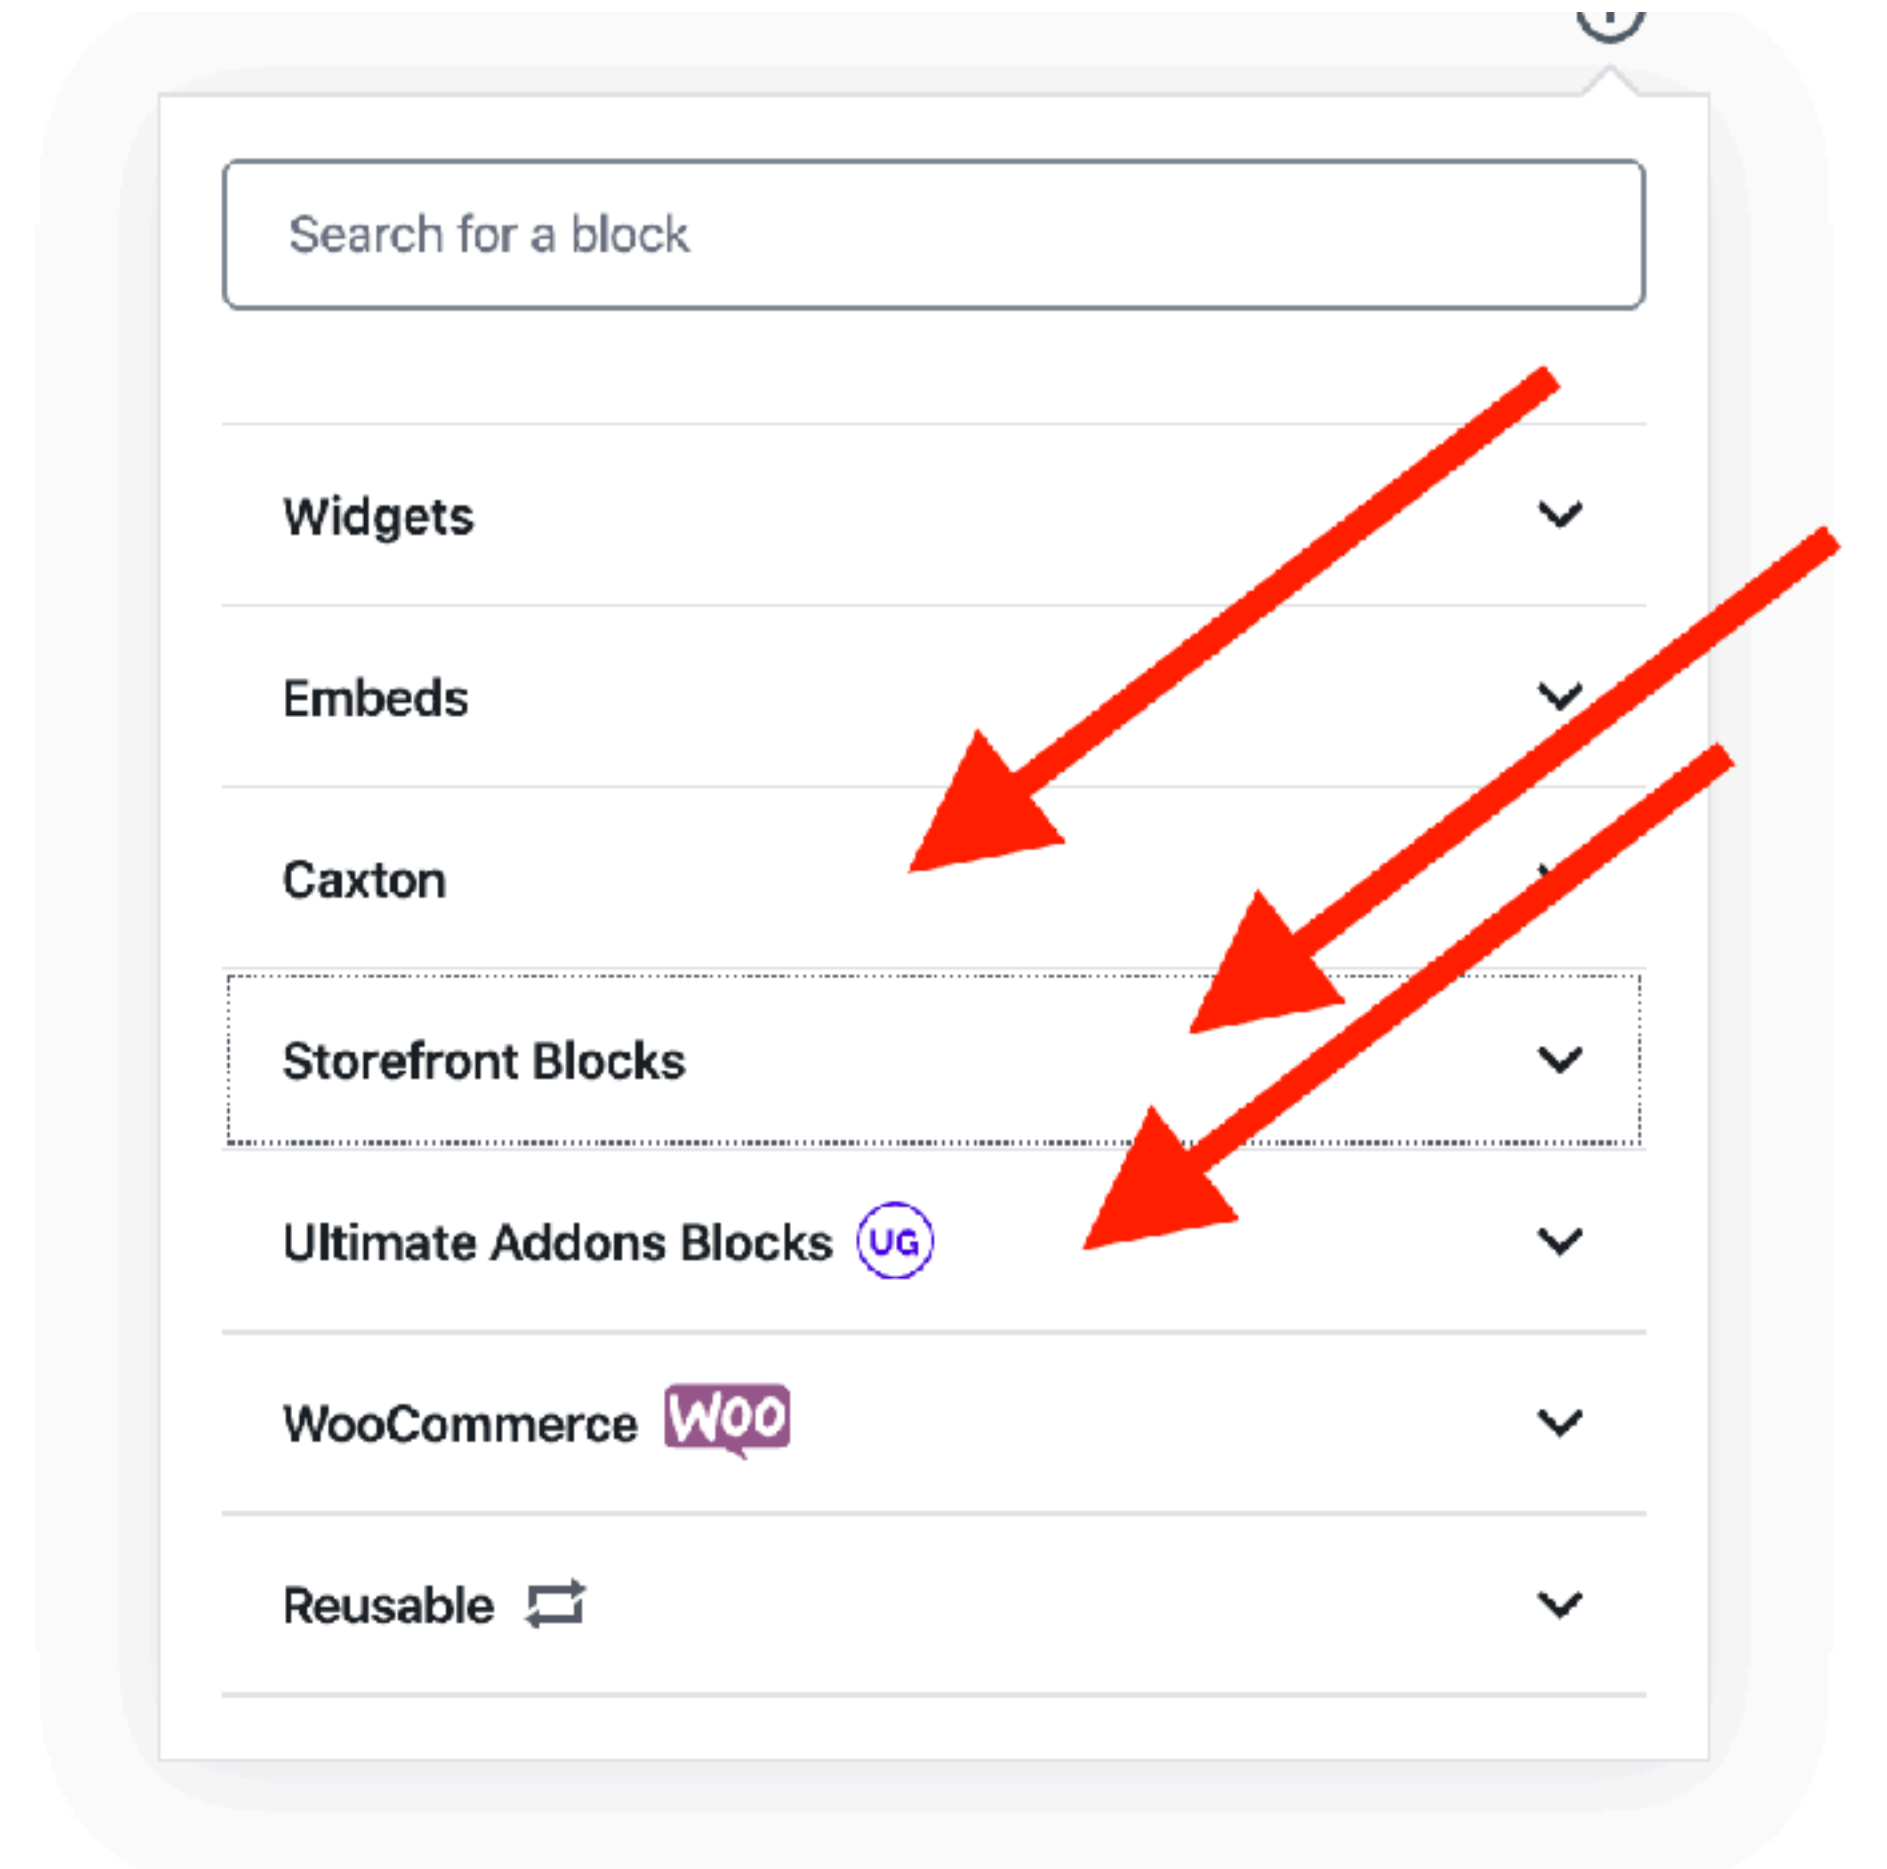 Search for a block
Widgets
Embeds
Caxton
Storefront Blocks
Ultimate Addons Blocks UG
WooCommerce Woo
Reusable